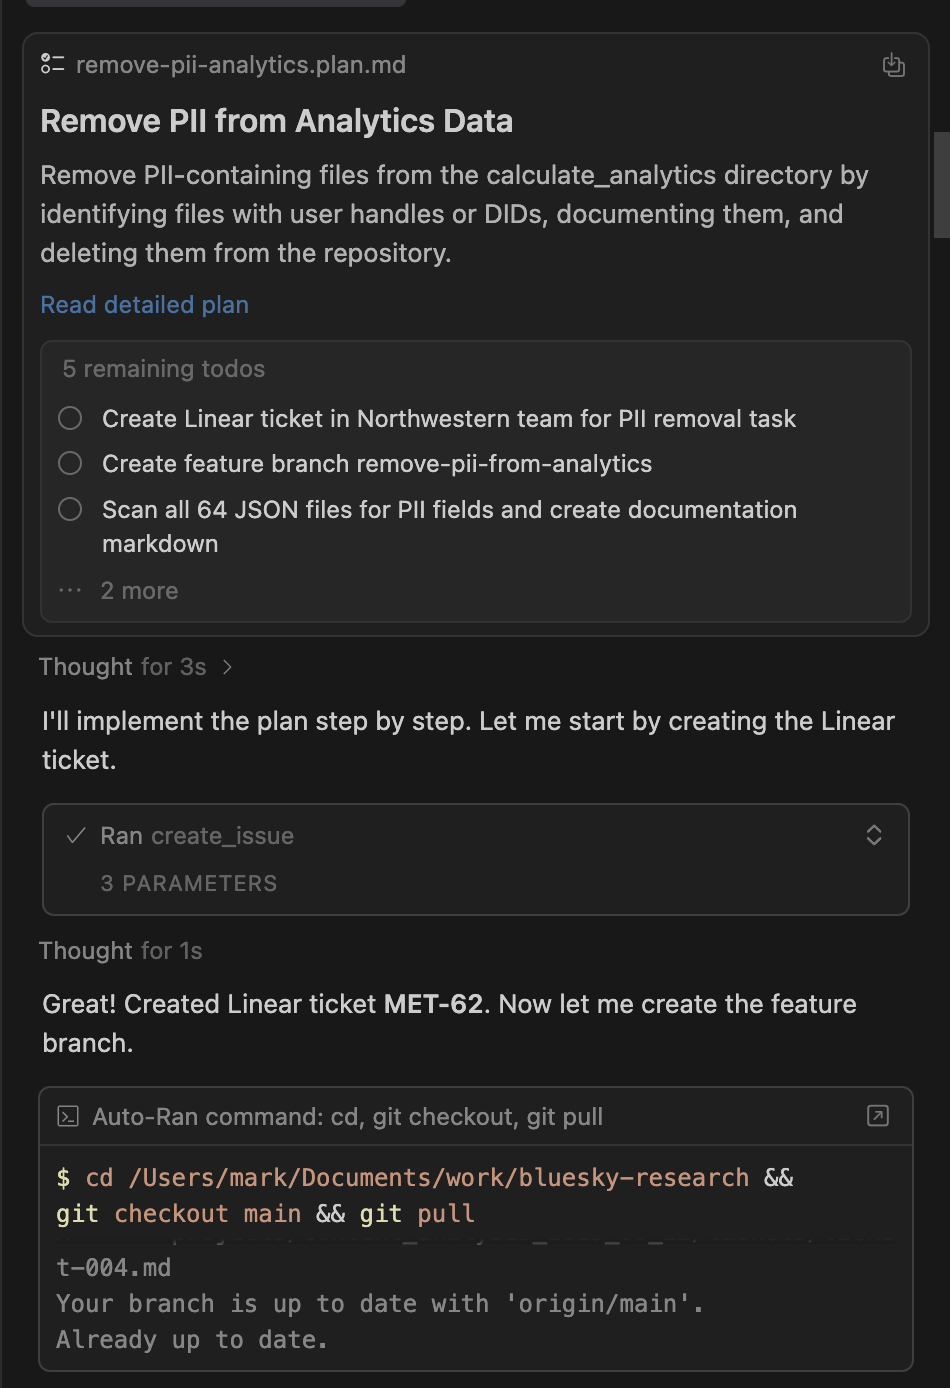 remove-pii-analytics.plan.md
Remove PII from Analytics Data
Remove PII-containing files from the calculate_analytics directory by
identifying files with user handles or DIDs, documenting them, and
deleting them from the repository.
Read detailed plan
5 remaining todos
Create Linear ticket in Northwestern team for PII removal task
Create feature branch remove-pii-from-analytics
Scan all 64 JSON files for PII fields and create documentation
markdown
··· 2 more
Thought for 3s >
I'll implement the plan step by step. Let me start by creating the Linear
ticket.
Ran create_issue
3 PARAMETERS
Thought for 1s
Great! Created Linear ticket MET-62. Now let me create the feature
branch.
Auto-Ran command: cd, git checkout, git pull
$ cd /Users/mark/Documents/work/bluesky-research &&
git checkout main && git pull
t-004.md
Your branch is up to date with 'origin/main'.
Already up to date.